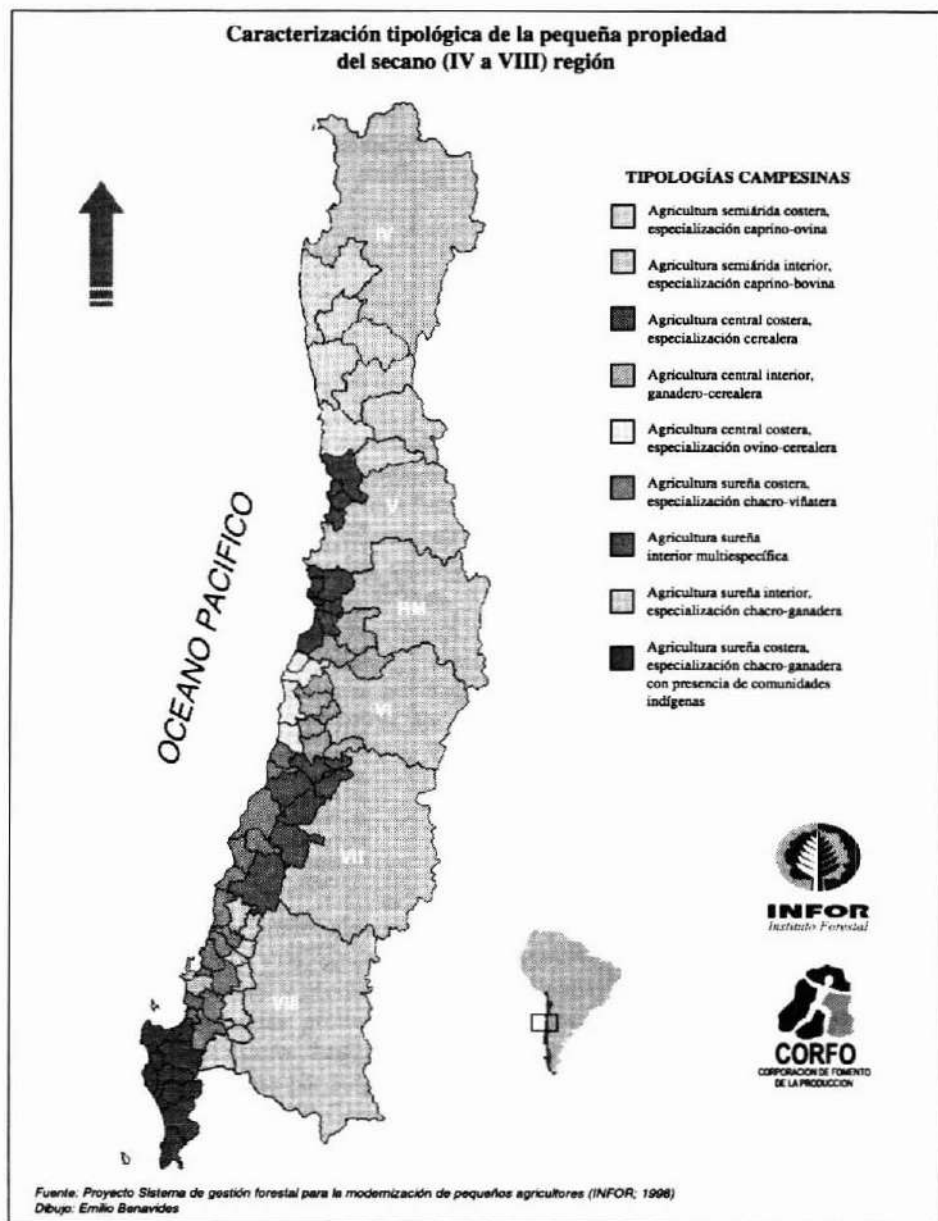 Caracterización tipológica de la pequeña propiedad
del secano (IV a VIII) región
IV
V
RM
VI
VII
VIII
OCEANO PACIFICO
TIPOLOGÍAS CAMPESINAS
Agricultura semiárida costera,
especialización caprino-ovina
Agricultura semiárida interior,
especialización caprino-bovina
Agricultura central costera,
especialización cerealera
Agricultura central interior,
ganadero-cerealera
Agricultura central costera,
especialización ovino-cerealera
Agricultura sureña costera,
especialización chacro-viñatera
Agricultura sureña
interior multiespecífica
Agricultura sureña interior,
especialización chacro-ganadera
Agricultura sureña costera,
especialización chacro-ganadera
con presencia de comunidades
indígenas
INFOR
Instituto Forestal
CORFO
CORPORACION DE FOMENTO
DE LA PRODUCCION
Fuente: Proyecto Sistema de gestión forestal para la modernización de pequeños agricultores (INFOR; 1998)
Dibujo: Emilio Benavides